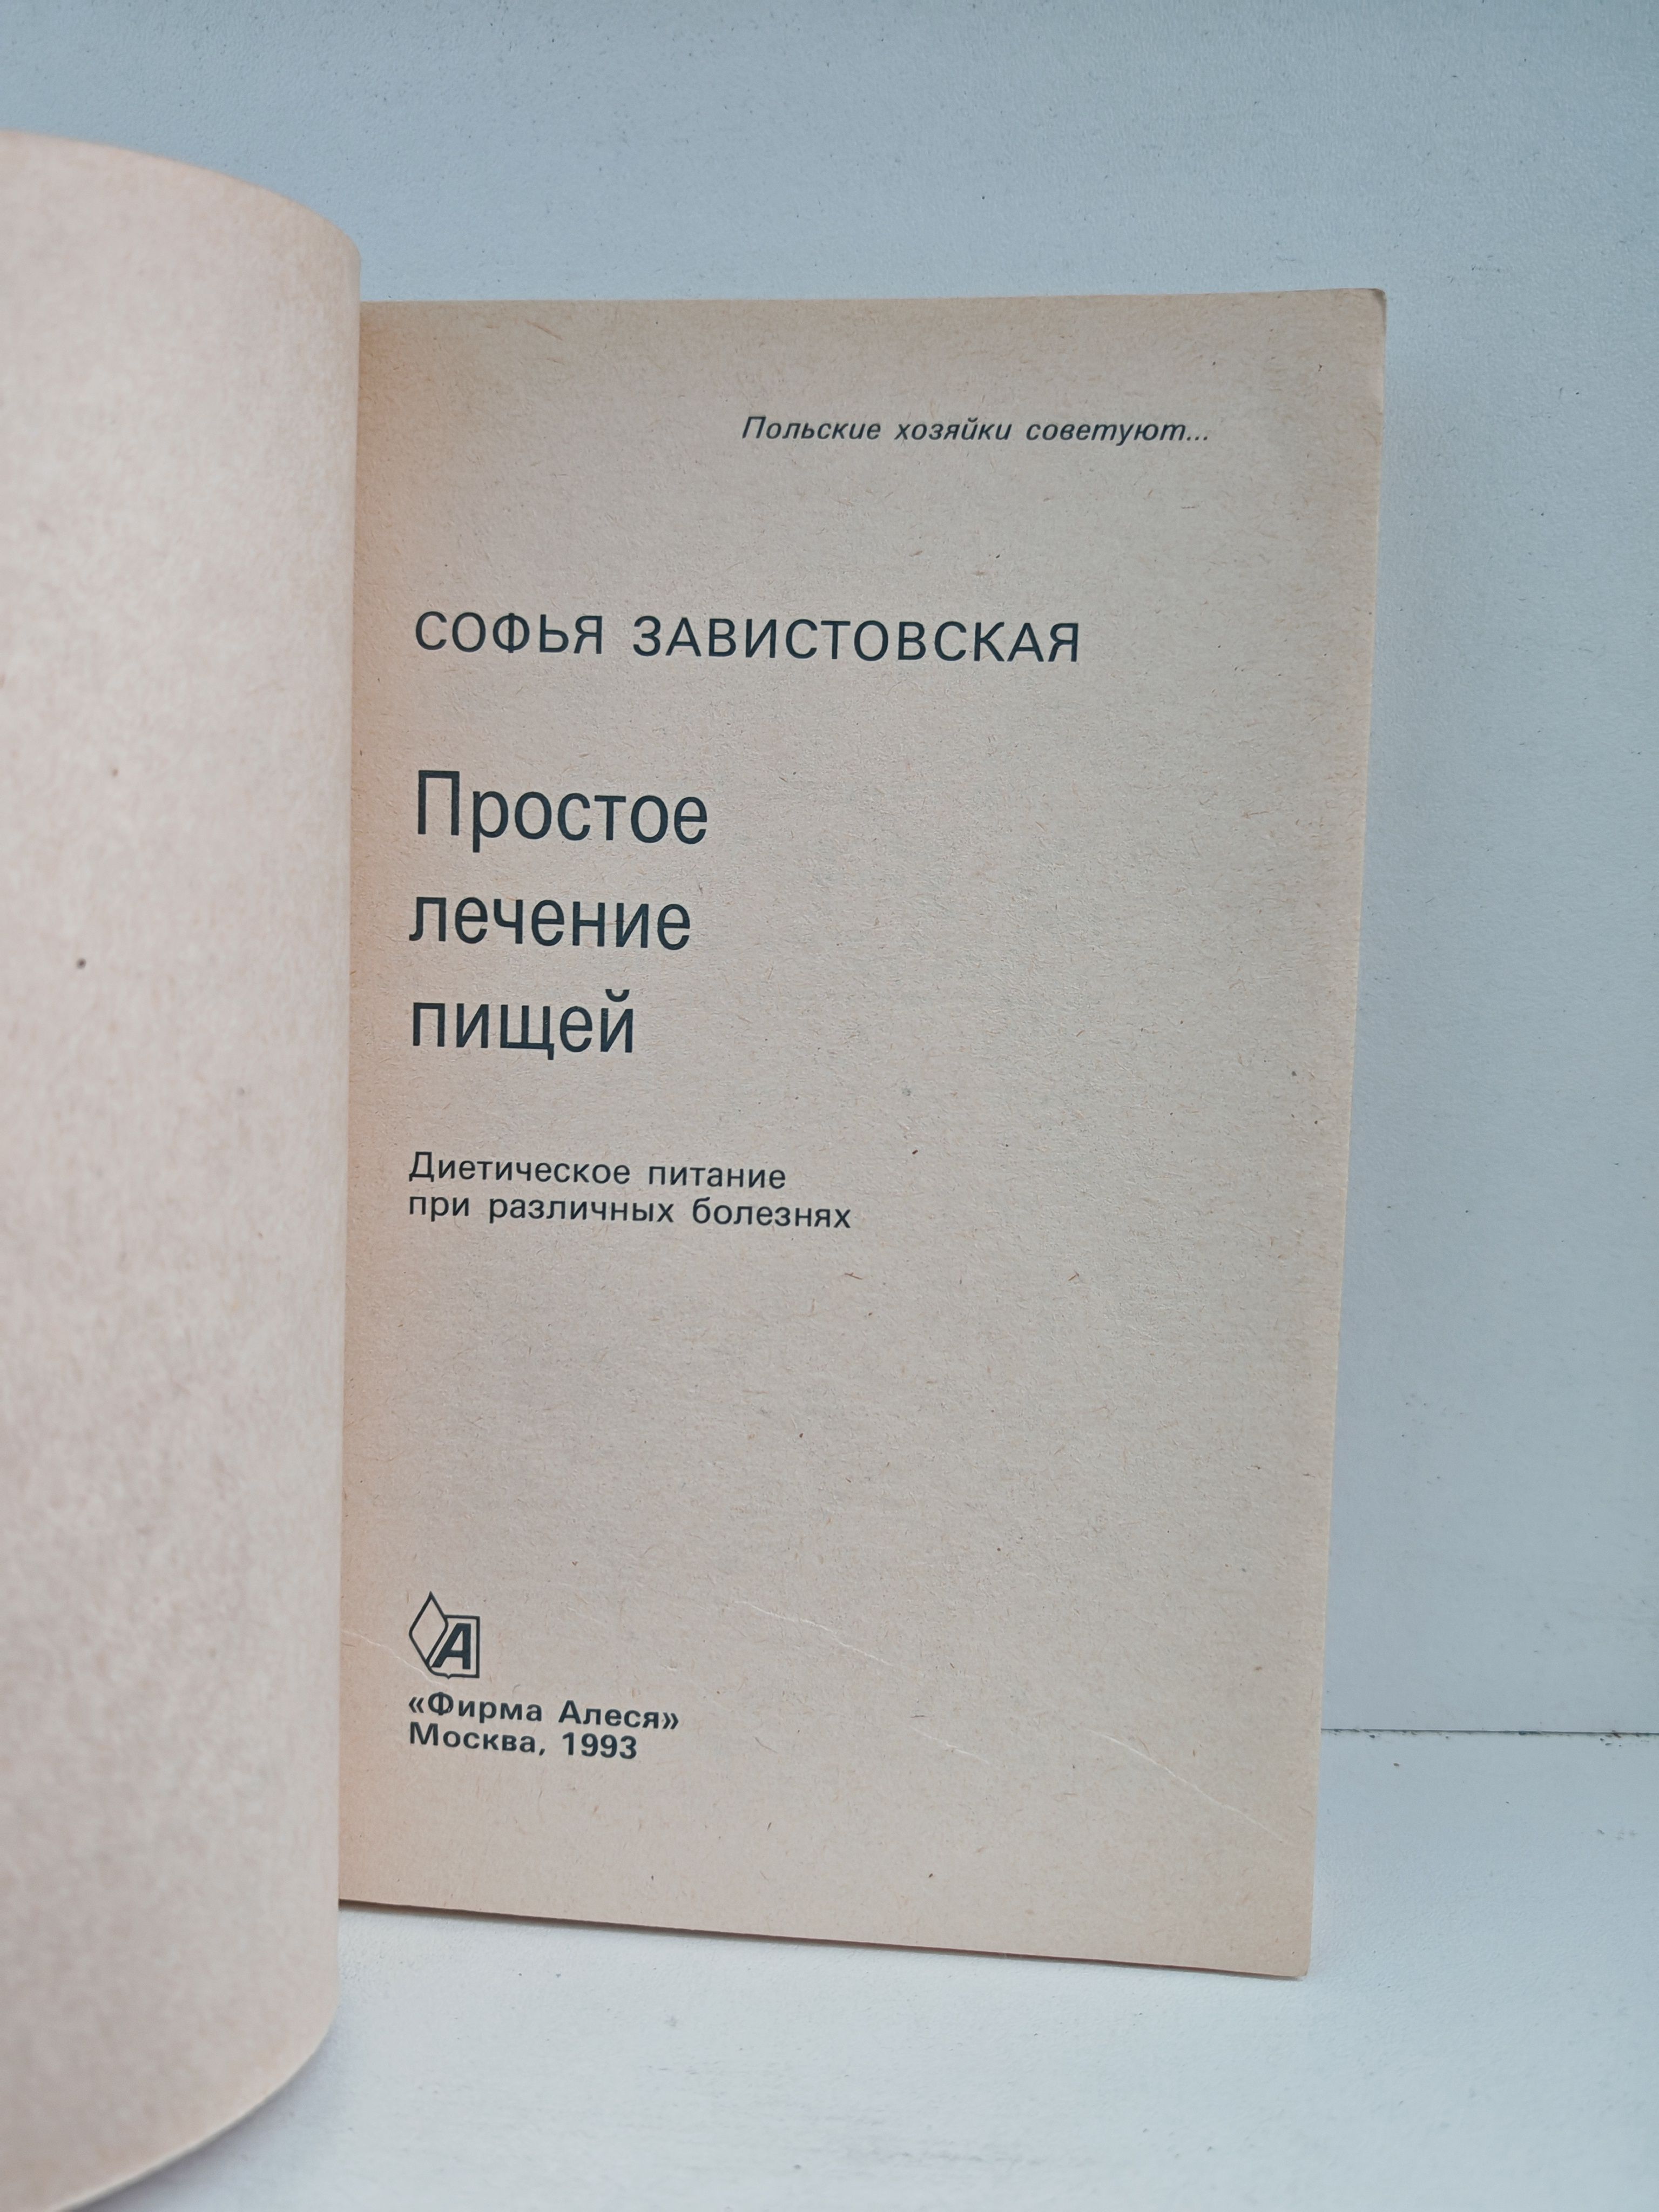 Польские хозяйки советуют...
СОФЬЯ ЗАВИСТОВСКАЯ
Простое
лечение
пищей
Диетическое питание
при различных болезнях
А
«Фирма Алеся»
Москва, 1993